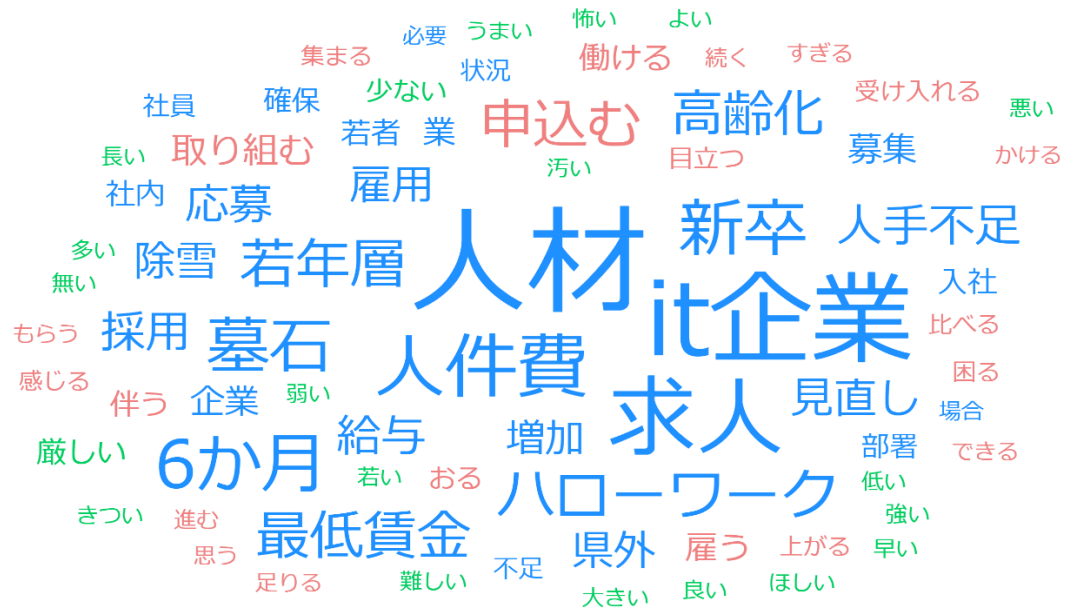 怖い
よい
うまい
必要
集まる
働ける
続く
すぎる
状況
少ない
受け入れる
社員
確保
申込む
高齢化
悪い
若者
業
取り組む
長い
汚い
目立つ
募集
かける
社内
応募
雇用
人材
新卒
人手不足
多い
除雪
若年層
無い
it企業
入社
もらう
採用
墓石
人件費
比べる
感じる
伴う
企業
弱い
求人
見直し
困る
場合
厳しい
6か月
給与
増加
部署
できる
若い
おる
ハローワーク
低い
きつい
進む
最低賃金
強い
思う
県外
雇う
上がる
早い
足りる
難しい
不足
大きい
良い
ほしい